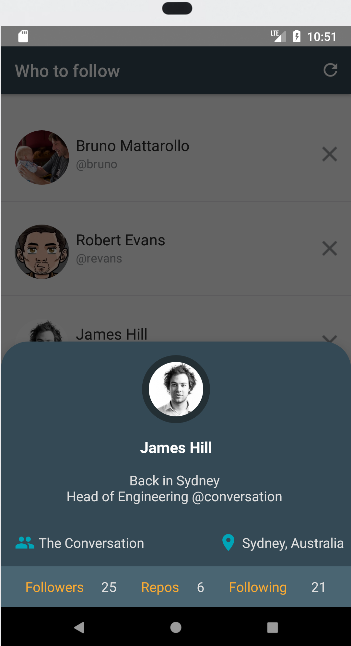 LTE 10:51
Who to follow
Bruno Mattarollo
@bruno
Robert Evans
@revans
James Hill
James Hill
Back in Sydney
Head of Engineering @conversation
The Conversation Sydney, Australia
Followers 25 Repos 6 Following 21